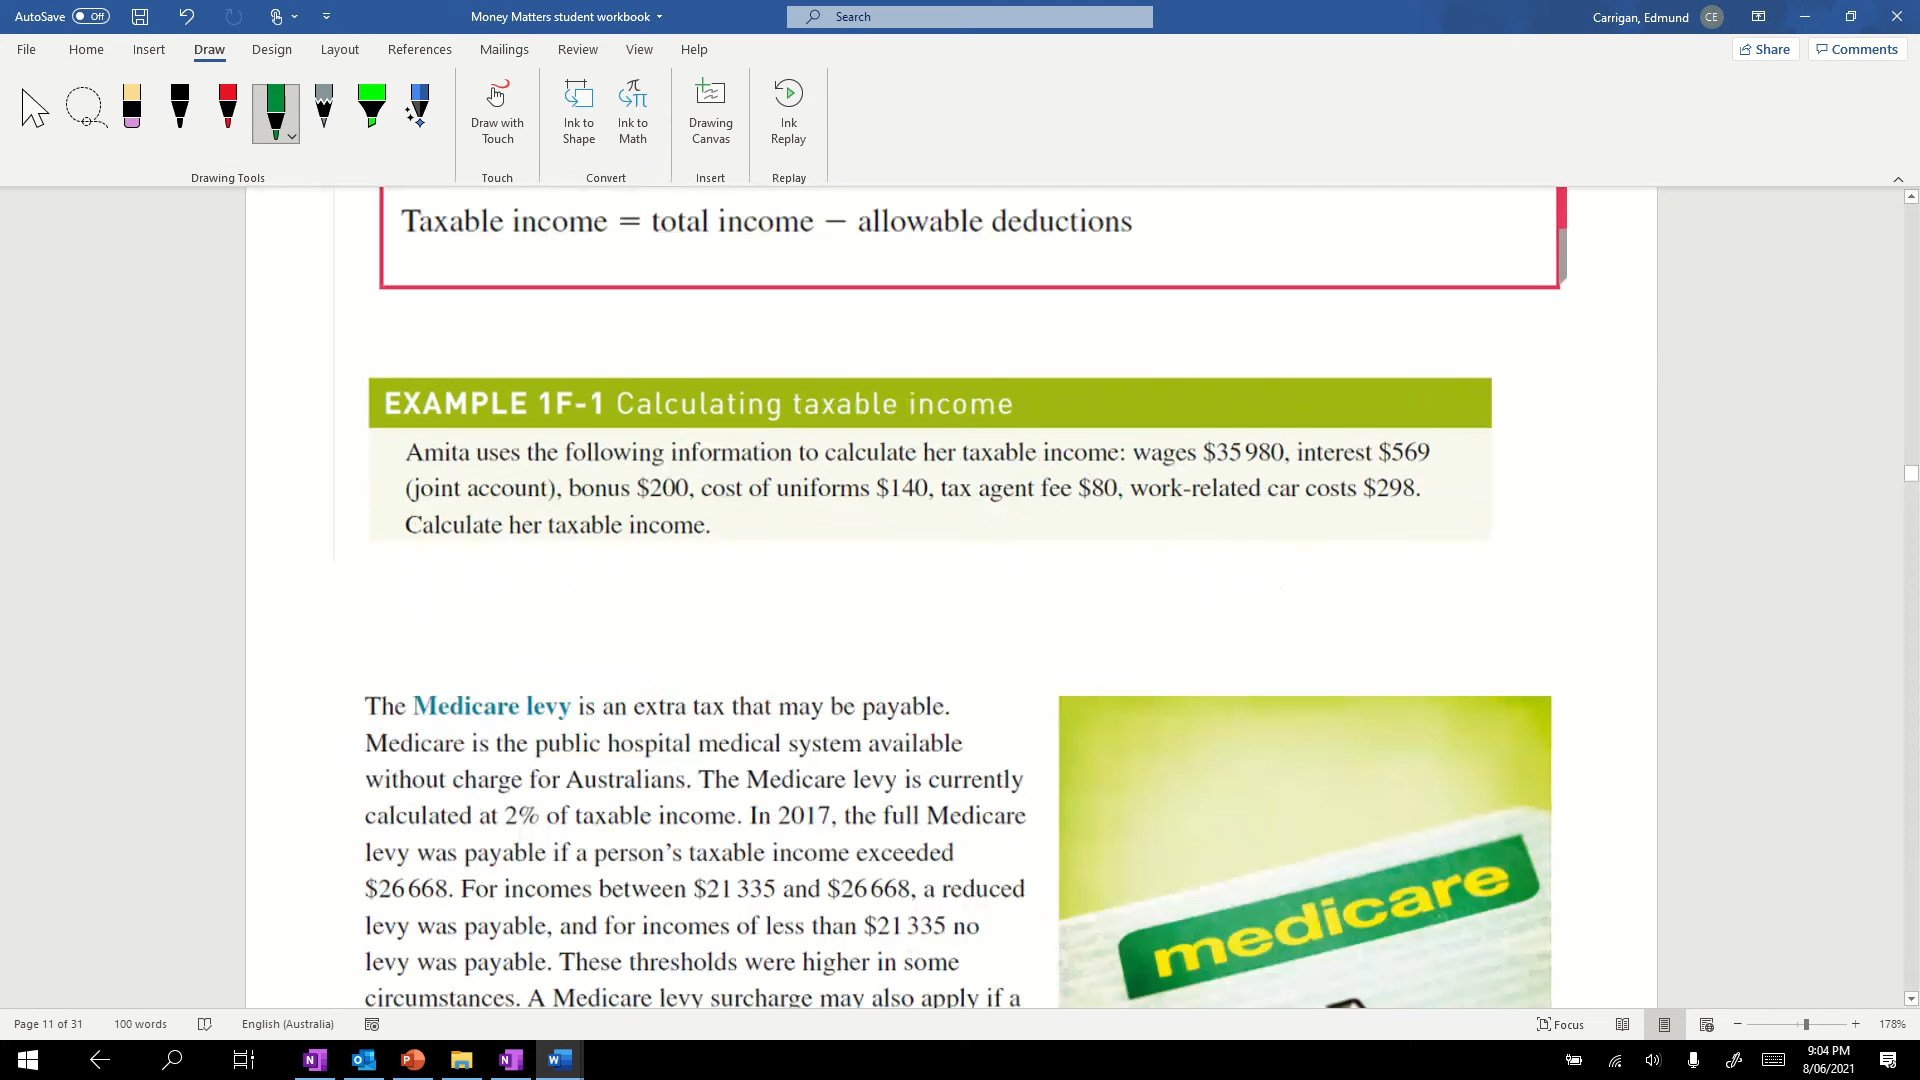 AutoSave Off
Money Matters student workbook
Search
Carrigan, Edmund CE
File Home Insert Draw Design Layout References Mailings Review View Help
Share Comments
Draw with Touch
Ink to Shape
Ink to Math
Drawing Canvas
Ink Replay
Drawing Tools Touch Convert Insert Replay
Taxable income = total income − allowable deductions
EXAMPLE 1F-1 Calculating taxable income
Amita uses the following information to calculate her taxable income: wages $35 980, interest $569
(joint account), bonus $200, cost of uniforms $140, tax agent fee $80, work-related car costs $298.
Calculate her taxable income.
The Medicare levy is an extra tax that may be payable.
Medicare is the public hospital medical system available
without charge for Australians. The Medicare levy is currently
calculated at 2% of taxable income. In 2017, the full Medicare
levy was payable if a person's taxable income exceeded
$26 668. For incomes between $21 335 and $26 668, a reduced
levy was payable, and for incomes of less than $21 335 no
levy was payable. These thresholds were higher in some
circumstances. A Medicare levy surcharge may also apply if a
medicare
Page 11 of 31 100 words English (Australia)
Focus 178%
9:04 PM
8/06/2021